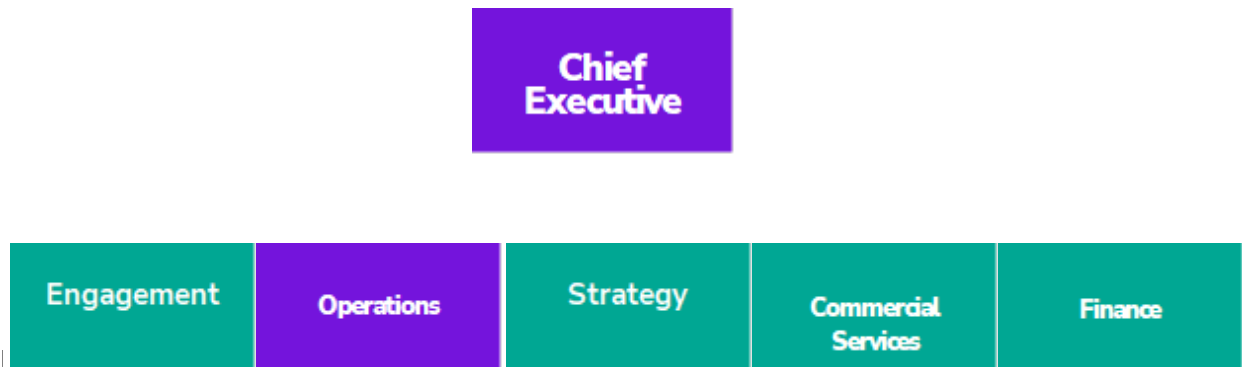 Chief
Executive
Engagement
Operations
Strategy
Commercial
Services
Finance